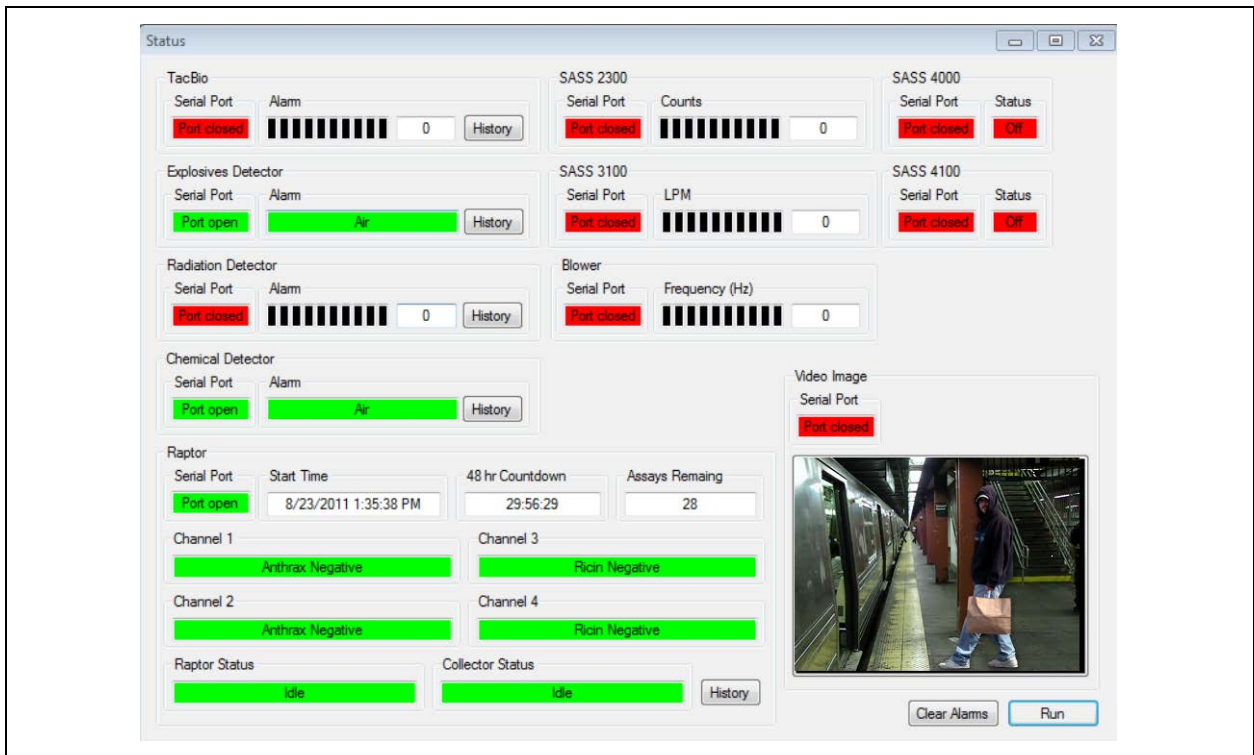 Status
TacBio
Serial Port Alarm
Port closed 0 History
SASS 2300
Serial Port Counts
Port closed 0
SASS 4000
Serial Port Status
Port closed Off
Explosives Detector
Serial Port Alarm
Port open Air History
SASS 3100
Serial Port LPM
Port closed 0
SASS 4100
Serial Port Status
Port closed Off
Radiation Detector
Serial Port Alarm
Port closed 0 History
Blower
Serial Port Frequency (Hz)
Port closed 0
Chemical Detector
Serial Port Alarm
Port open Air History
Raptor
Serial Port Start Time 48 hr Countdown Assays Remaing
Port open 8/23/2011 1:35:38 PM 29:56:29 28
Channel 1 Channel 3
Anthrax Negative Ricin Negative
Channel 2 Channel 4
Anthrax Negative Ricin Negative
Raptor Status Collector Status
Idle Idle History
Video Image
Serial Port
Port closed
Clear Alarms Run